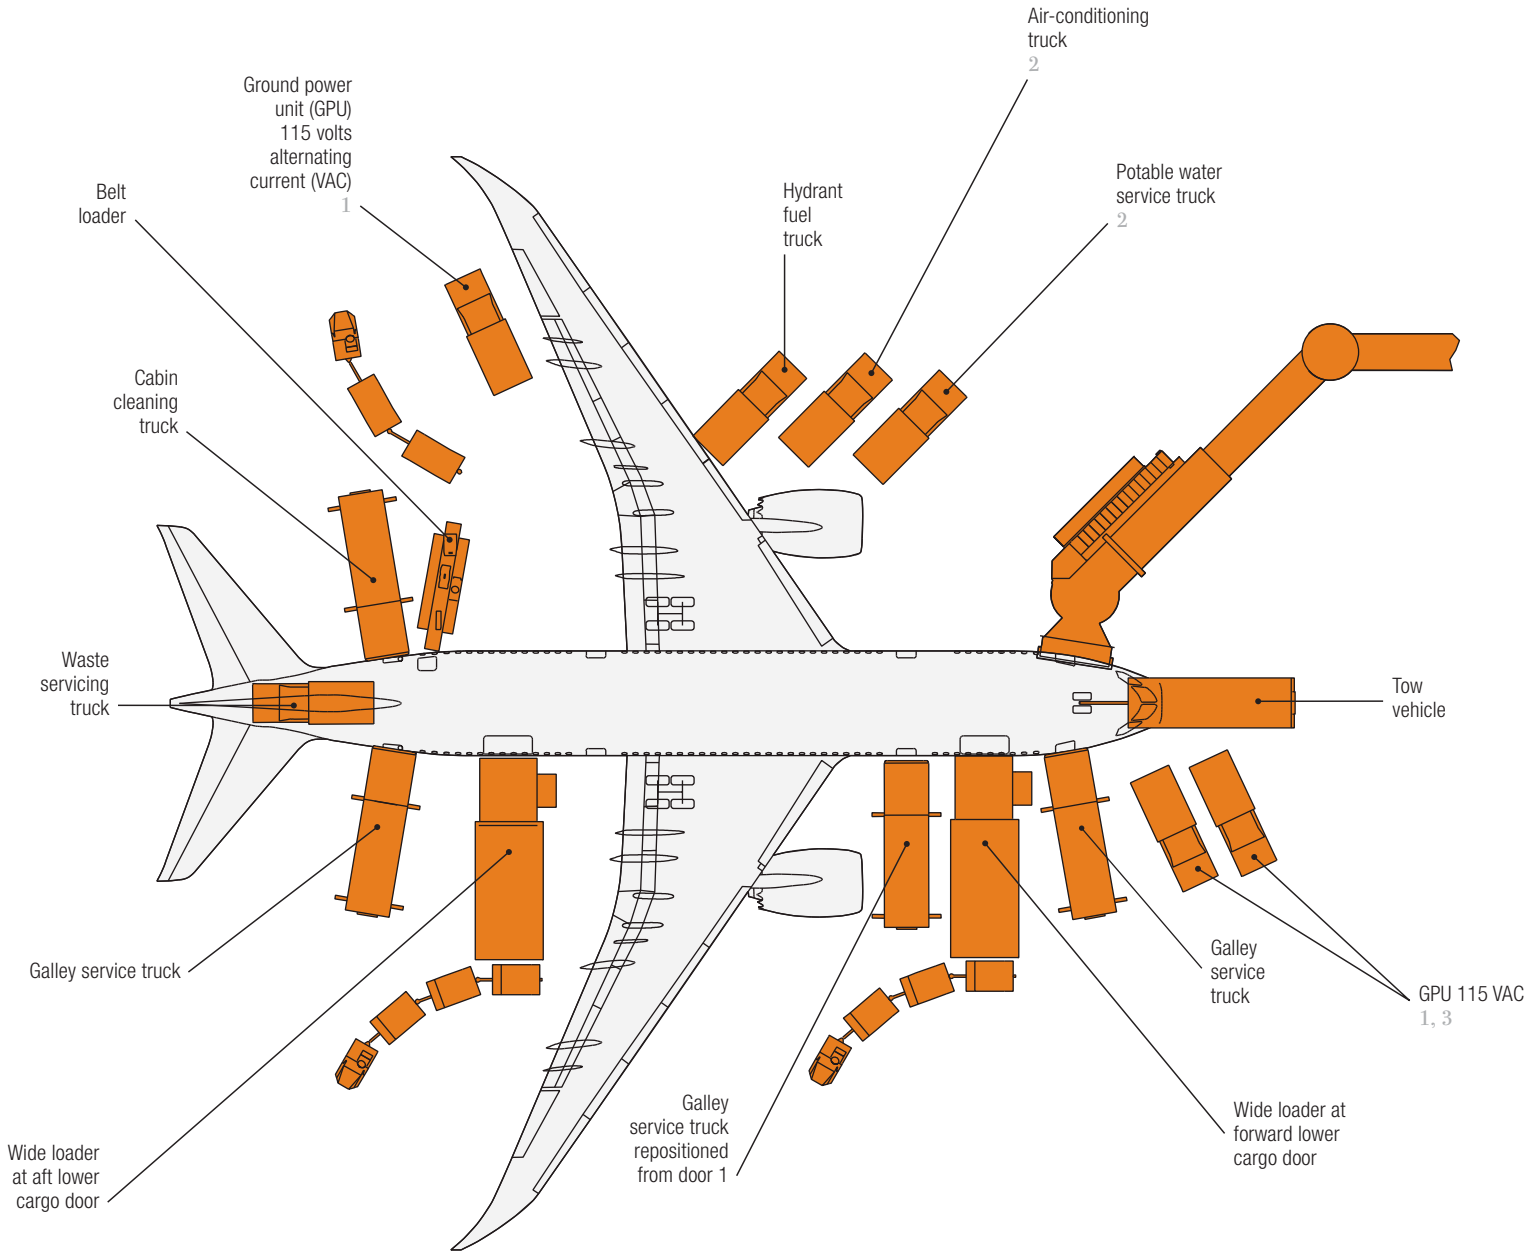 Air-conditioning
truck
2
Ground power
unit (GPU)
115 volts
alternating
current (VAC)
1
Potable water
service truck
2
Belt
loader
Hydrant
fuel
truck
Cabin
cleaning
truck
Waste
servicing
truck
Tow
vehicle
Galley service truck
Galley
service
truck
GPU 115 VAC
1, 3
Galley
service truck
repositioned
from door 1
Wide loader at
forward lower
cargo door
Wide loader
at aft lower
cargo door